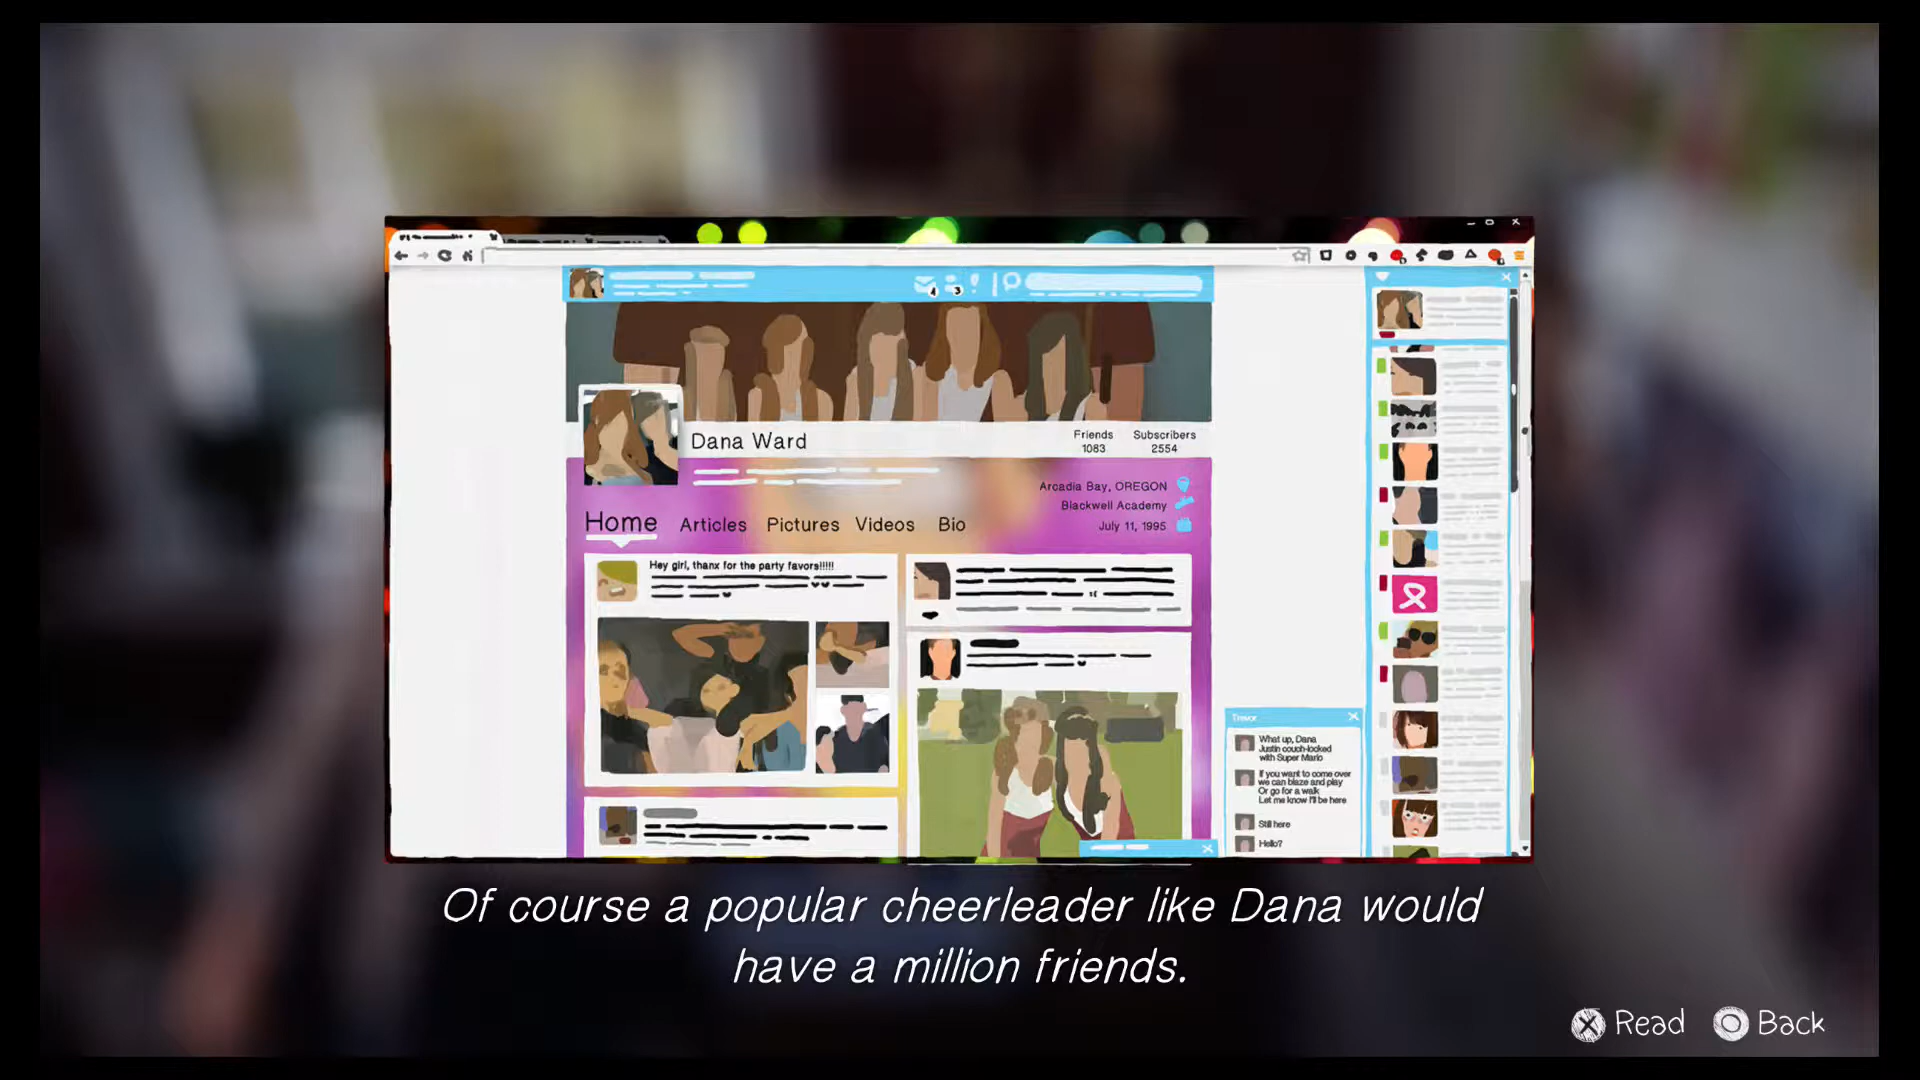 4
3
Dana Ward
Friends
1083
Subscribers
2554
Arcadia Bay, OREGON
Blackwell Academy
July 11, 1995
Home Articles Pictures Videos Bio
Hey girl, thanx for the party favors!!!!!
Trevor
What up, Dana
Justin couch-locked
with Super Mario
If you want to come over
we can blaze and play
Or go for a walk
Let me know I'll be here
Still here
Hello?
Of course a popular cheerleader like Dana would
have a million friends.
Read Back